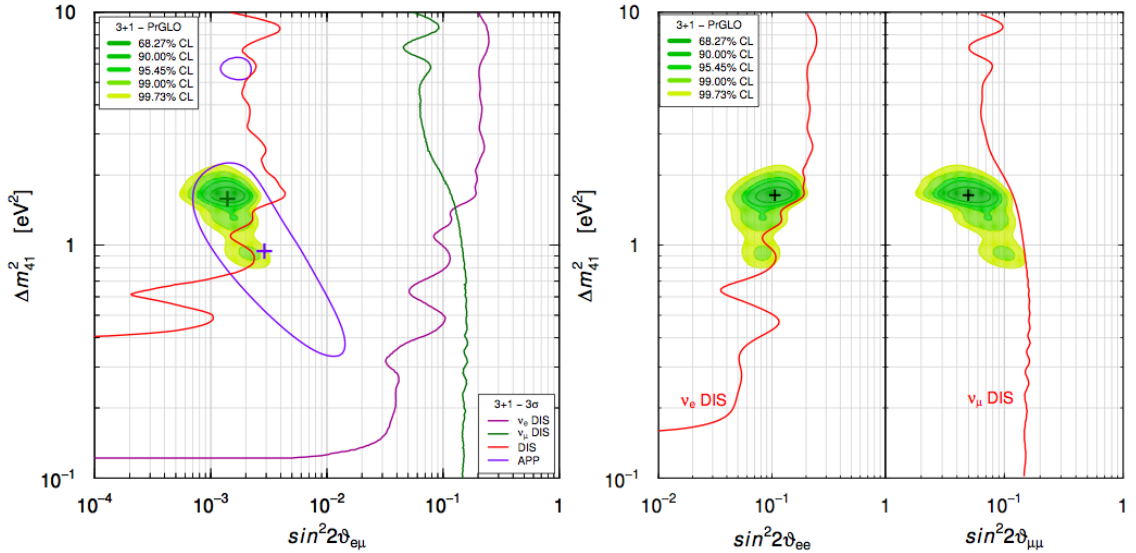 3+1 − PrGLO
68.27% CL
90.00% CL
95.45% CL
99.00% CL
99.73% CL
10
1
10⁻¹
Δm²₄₁ [eV²]
10⁻⁴
10⁻³
10⁻²
10⁻¹
1
sin²2ϑₑμ
3+1 − 3σ
νₑ DIS
νμ DIS
DIS
APP
3+1 − PrGLO
68.27% CL
90.00% CL
95.45% CL
99.00% CL
99.73% CL
10
1
10⁻¹
Δm²₄₁ [eV²]
νₑ DIS
νμ DIS
10⁻²
10⁻¹
10⁻¹
1
sin²2ϑₑₑ
sin²2ϑμμ